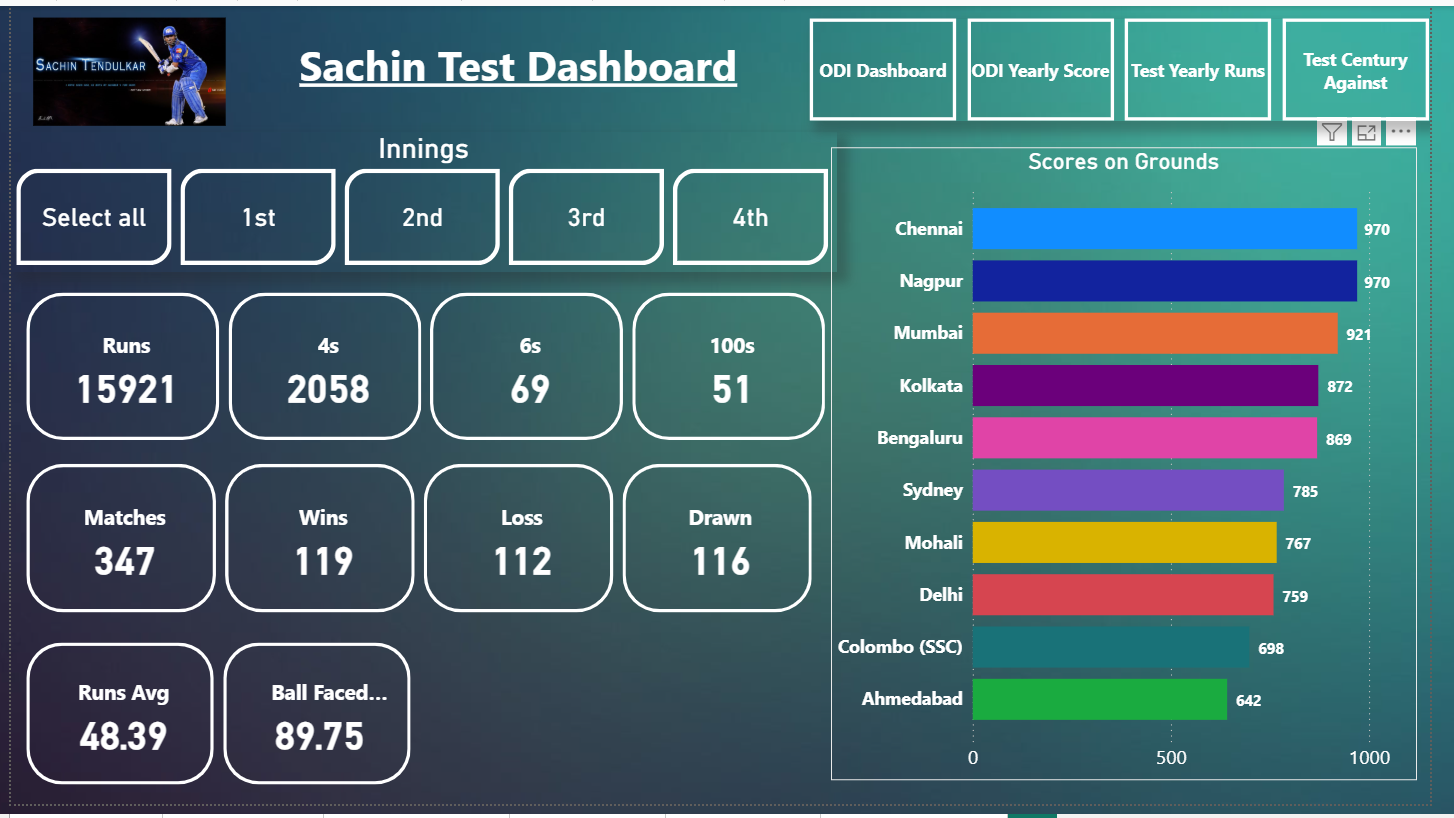 SACHIN TENDULKAR
Sachin Test Dashboard
ODI Dashboard
ODI Yearly Score
Test Yearly Runs
Test Century
Against
Innings
Select all
1st
2nd
3rd
4th
Runs
15921
4s
2058
6s
69
100s
51
Matches
347
Wins
119
Loss
112
Drawn
116
Runs Avg
48.39
Ball Faced...
89.75
Scores on Grounds
Chennai 970
Nagpur 970
Mumbai 921
Kolkata 872
Bengaluru 869
Sydney 785
Mohali 767
Delhi 759
Colombo (SSC) 698
Ahmedabad 642
0 500 1000